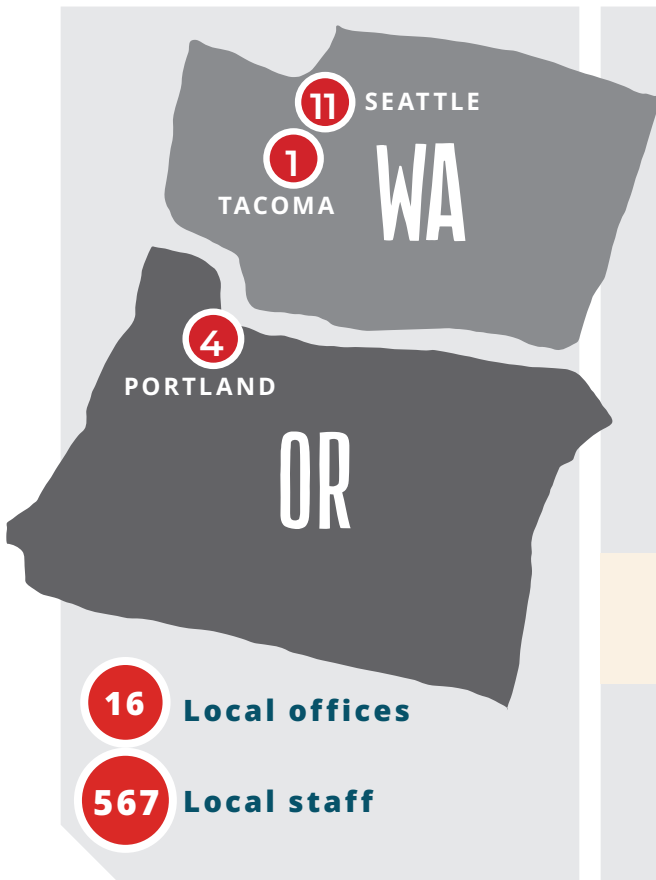 11 SEATTLE
1
TACOMA
WA
4
PORTLAND
OR
16 Local offices
567 Local staff